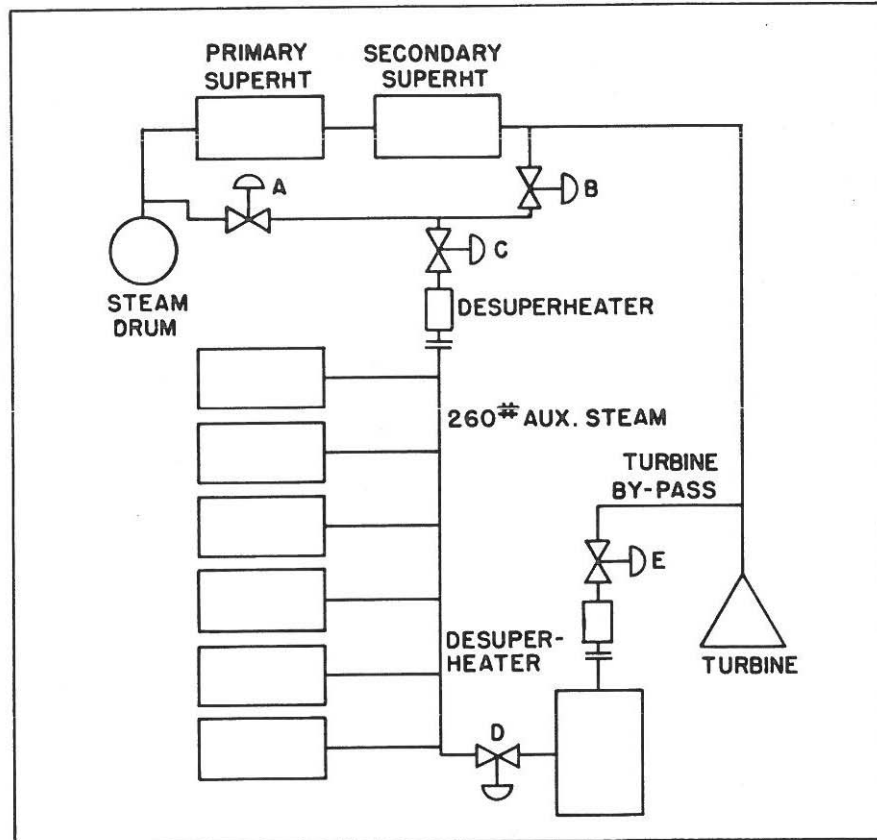 PRIMARY
SUPERHT
SECONDARY
SUPERHT
A
B
C
STEAM
DRUM
DESUPERHEATER
260# AUX. STEAM
TURBINE
BY-PASS
E
DESUPER-
HEATER
TURBINE
D